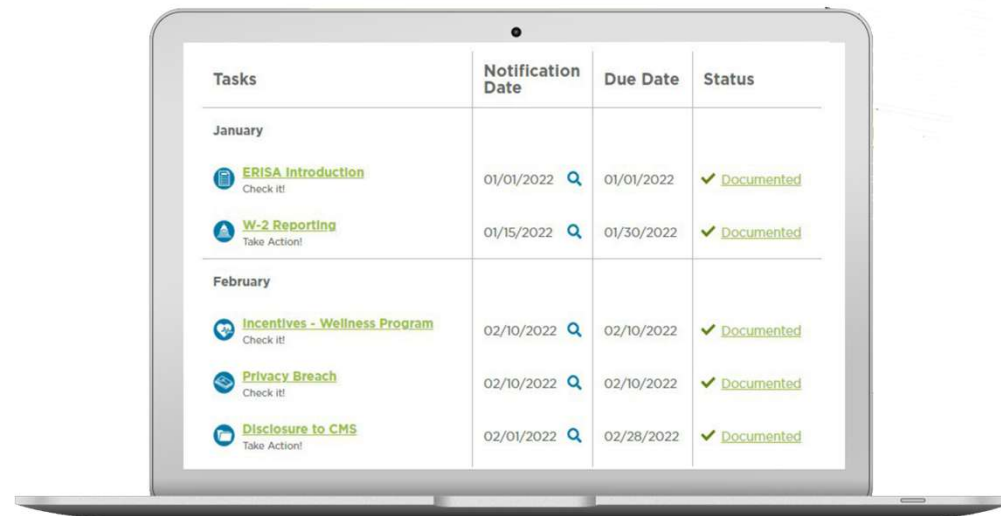 Tasks
Notification
Date
Due Date
Status
January
ERISA Introduction
Check it!
01/01/2022
01/01/2022
Documented
W-2 Reporting
Take Action!
01/15/2022
01/30/2022
Documented
February
Incentives - Wellness Program
Check it!
02/10/2022
02/10/2022
Documented
Privacy Breach
Check it!
02/10/2022
02/10/2022
Documented
Disclosure to CMS
Take Action!
02/01/2022
02/28/2022
Documented